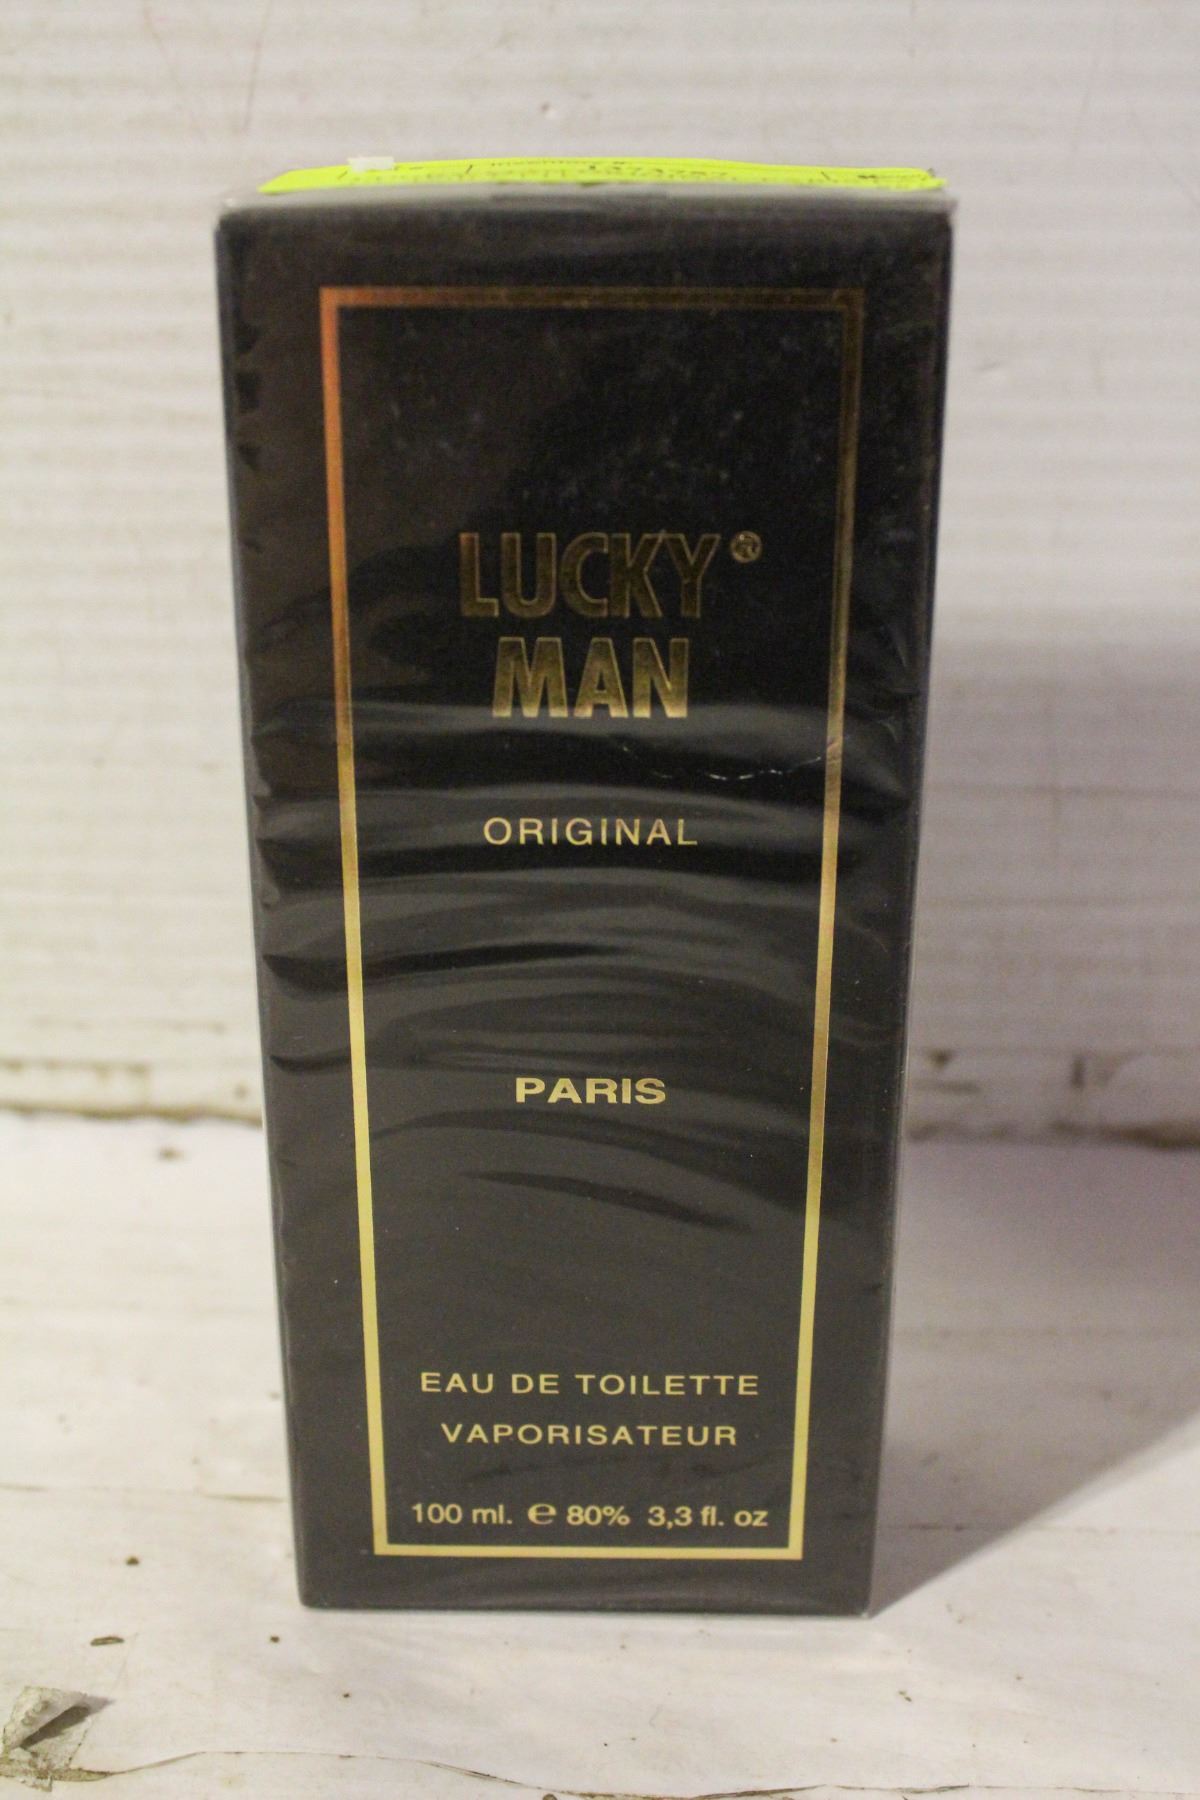 LUCKY®
MAN
ORIGINAL
PARIS
EAU DE TOILETTE
VAPORISATEUR
100 ml. ℮ 80% 3,3 fl. oz